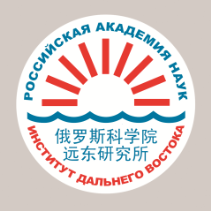 РОССИЙСКАЯ АКАДЕМИЯ НАУК
俄罗斯科学院
远东研究所
ИНСТИТУТ ДАЛЬНЕГО ВОСТОКА